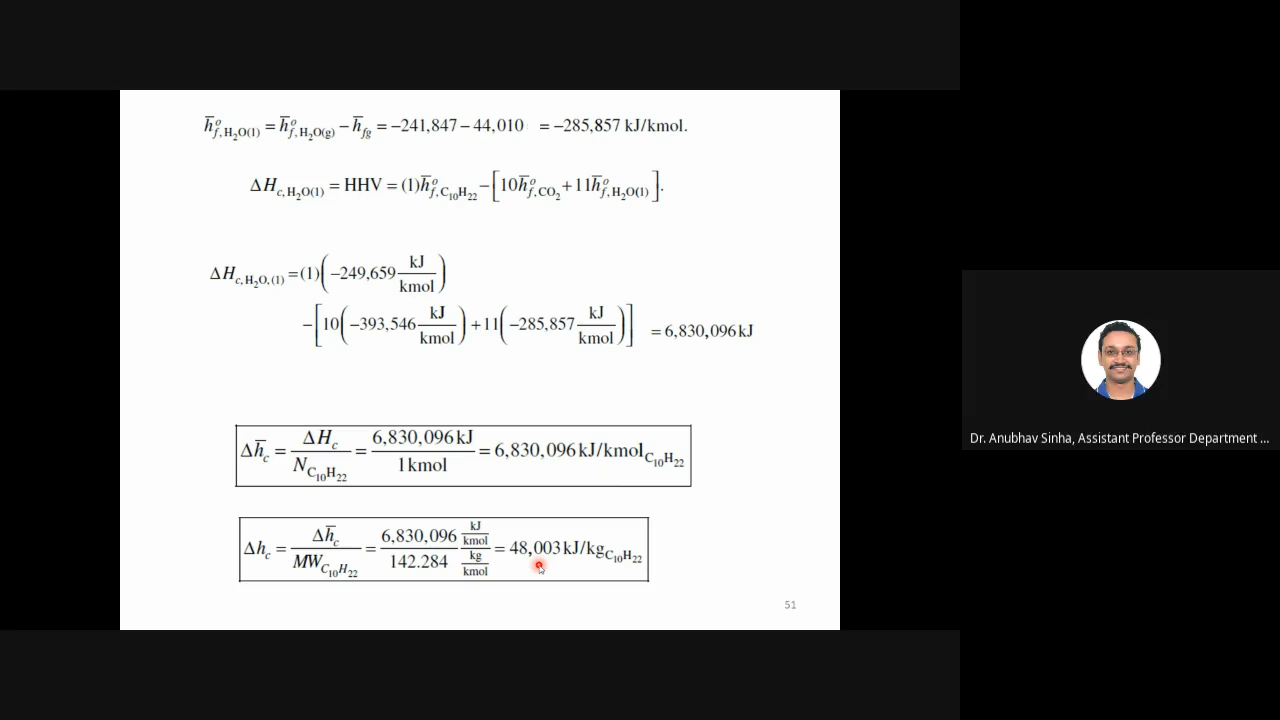 h̅°f,H₂O(l) = h̅°f,H₂O(g) − h̅fg = −241,847 − 44,010 = −285,857 kJ/kmol.
ΔHc,H₂O(l) = HHV = (1)h̅°f,C₁₀H₂₂ − [10h̅°f,CO₂ + 11h̅°f,H₂O(l)].
ΔHc,H₂O,(l) = (1)(−249,659 kJ/kmol)
−[10(−393,546 kJ/kmol) + 11(−285,857 kJ/kmol)] = 6,830,096 kJ
Δh̅c = ΔHc/NC₁₀H₂₂ = 6,830,096 kJ/1 kmol = 6,830,096 kJ/kmolC₁₀H₂₂
Δhc = Δh̅c/MWC₁₀H₂₂ = 6,830,096/142.284 kJ/kmol/kg/kmol = 48,003 kJ/kgC₁₀H₂₂
51
Dr. Anubhav Sinha, Assistant Professor Department ...